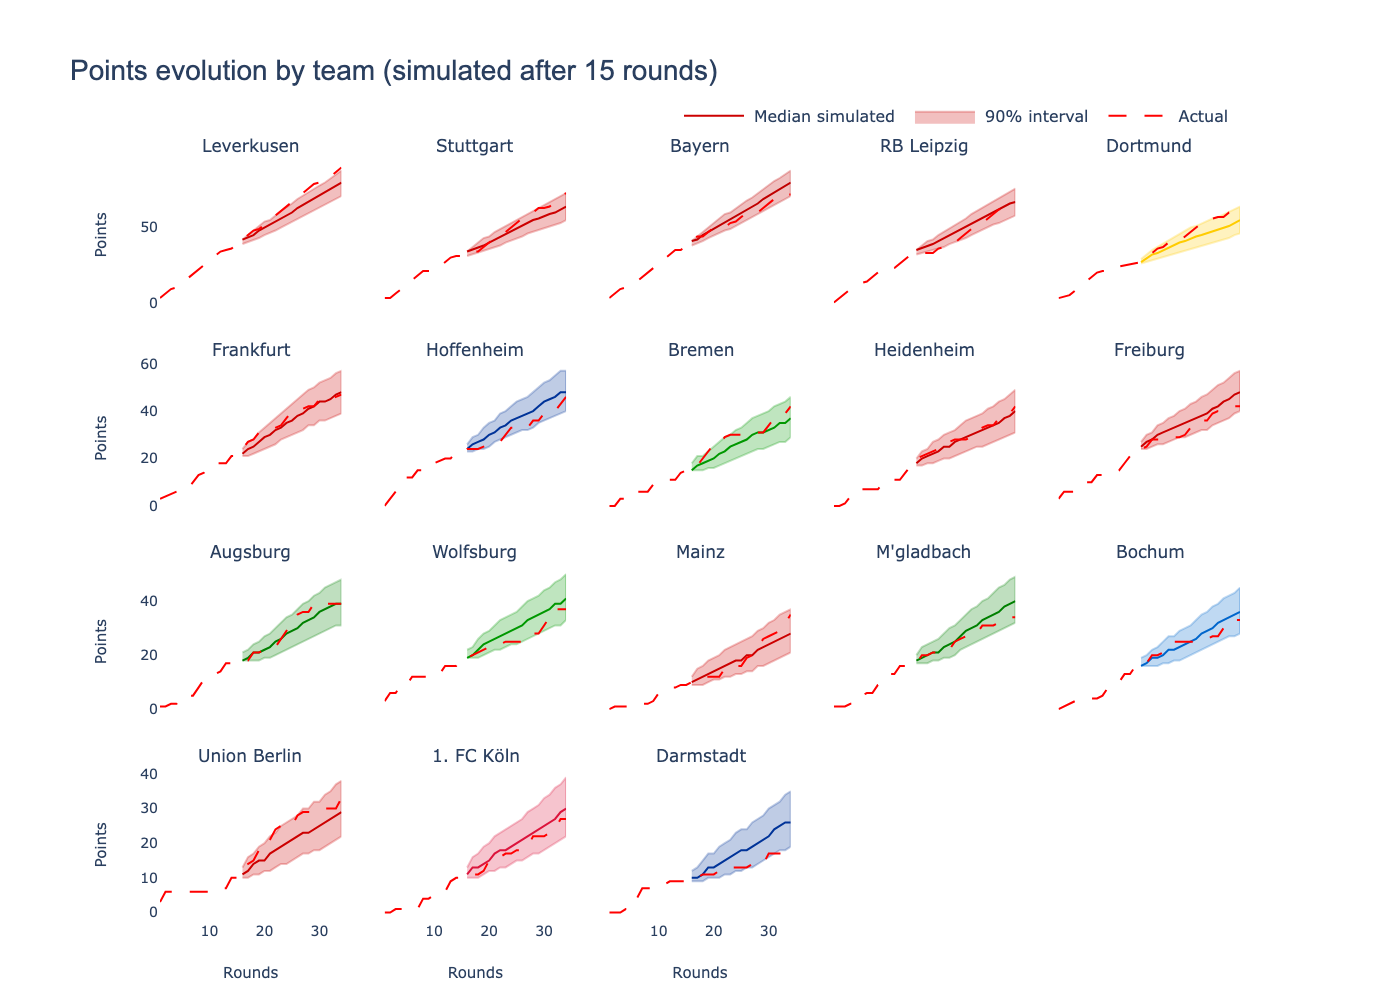 Points evolution by team (simulated after 15 rounds)
Median simulated 90% interval Actual
Leverkusen Stuttgart Bayern RB Leipzig Dortmund
Points
50
0
Frankfurt Hoffenheim Bremen Heidenheim Freiburg
Points
60
40
20
0
Augsburg Wolfsburg Mainz M'gladbach Bochum
Points
40
20
0
Union Berlin 1. FC Köln Darmstadt
Points
40
30
20
10
0
10 20 30 10 20 30 10 20 30
Rounds Rounds Rounds